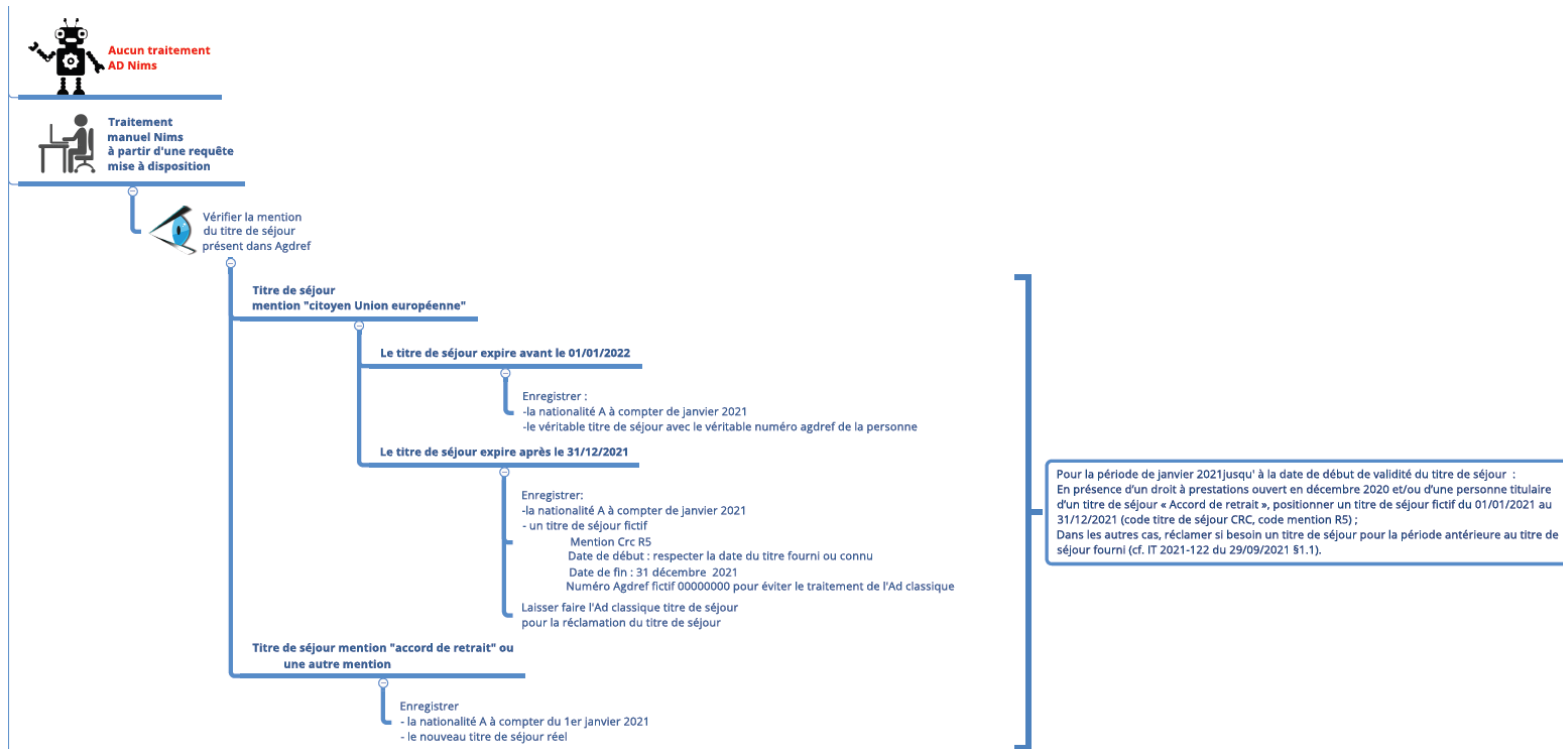 Aucun traitement
AD Nims
Traitement
manuel Nims
à partir d'une requête
mise à disposition
Vérifier la mention
du titre de séjour
présent dans Agdref
Titre de séjour
mention "citoyen Union européenne"
Le titre de séjour expire avant le 01/01/2022
Enregistrer :
-la nationalité A à compter de janvier 2021
-le véritable titre de séjour avec le véritable numéro agdref de la personne
Le titre de séjour expire après le 31/12/2021
Enregistrer:
-la nationalité A à compter de janvier 2021
- un titre de séjour fictif
Mention Crc R5
Date de début : respecter la date du titre fourni ou connu
Date de fin : 31 décembre 2021
Numéro Agdref fictif 00000000 pour éviter le traitement de l'Ad classique
Laisser faire l'Ad classique titre de séjour
pour la réclamation du titre de séjour
Titre de séjour mention "accord de retrait" ou
une autre mention
Enregistrer
- la nationalité A à compter du 1er janvier 2021
- le nouveau titre de séjour réel
Pour la période de janvier 2021jusqu' à la date de début de validité du titre de séjour :
En présence d'un droit à prestations ouvert en décembre 2020 et/ou d'une personne titulaire
d'un titre de séjour « Accord de retrait », positionner un titre de séjour fictif du 01/01/2021 au
31/12/2021 (code titre de séjour CRC, code mention R5) ;
Dans les autres cas, réclamer si besoin un titre de séjour pour la période antérieure au titre de
séjour fourni (cf. IT 2021-122 du 29/09/2021 §1.1).